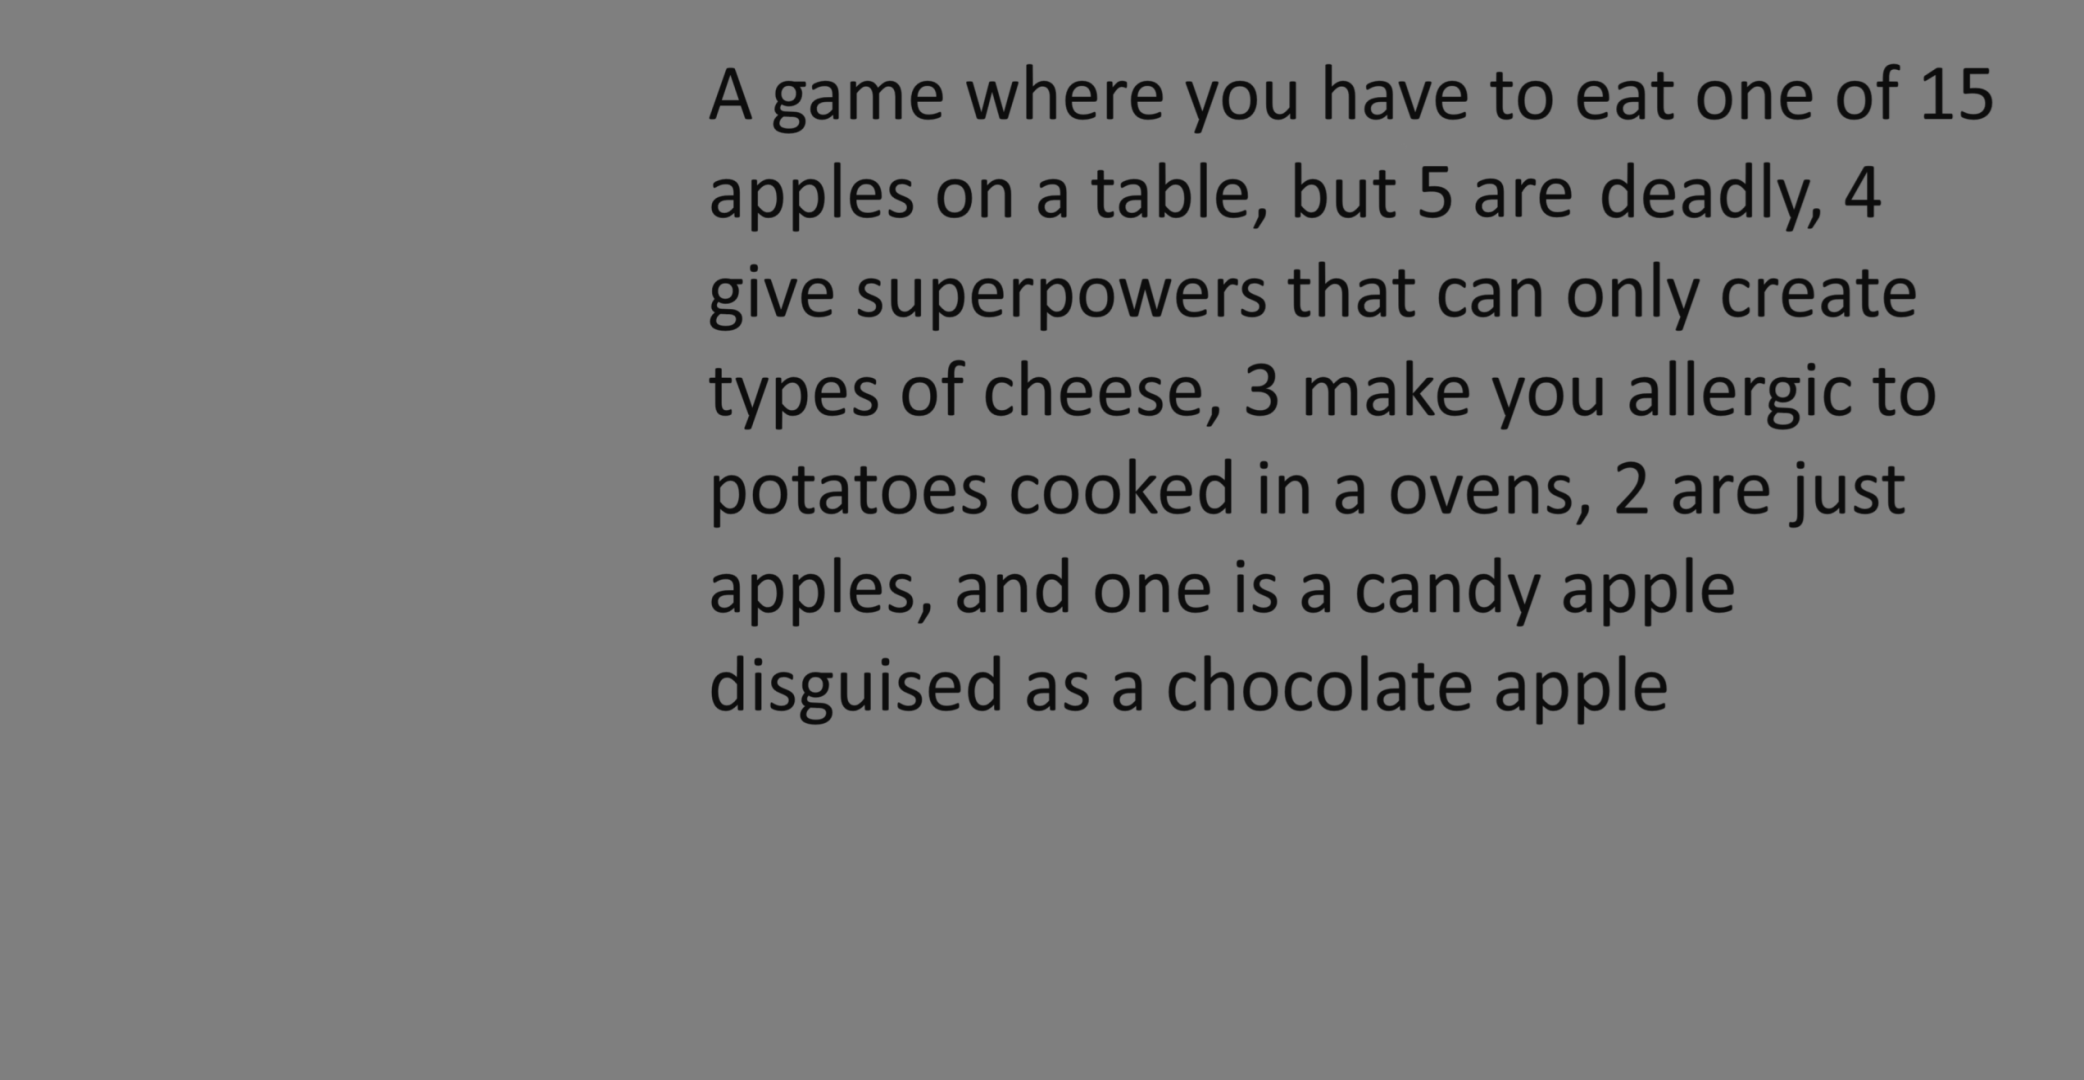 A game where you have to eat one of 15
apples on a table, but 5 are deadly, 4
give superpowers that can only create
types of cheese, 3 make you allergic to
potatoes cooked in a ovens, 2 are just
apples, and one is a candy apple
disguised as a chocolate apple